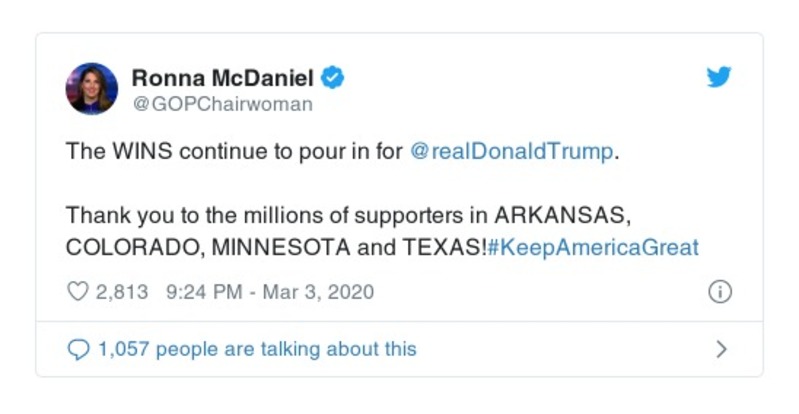 Ronna McDaniel
@GOPChairwoman
The WINS continue to pour in for @realDonaldTrump.
Thank you to the millions of supporters in ARKANSAS,
COLORADO, MINNESOTA and TEXAS!#KeepAmericaGreat
2,813 9:24 PM - Mar 3, 2020
1,057 people are talking about this